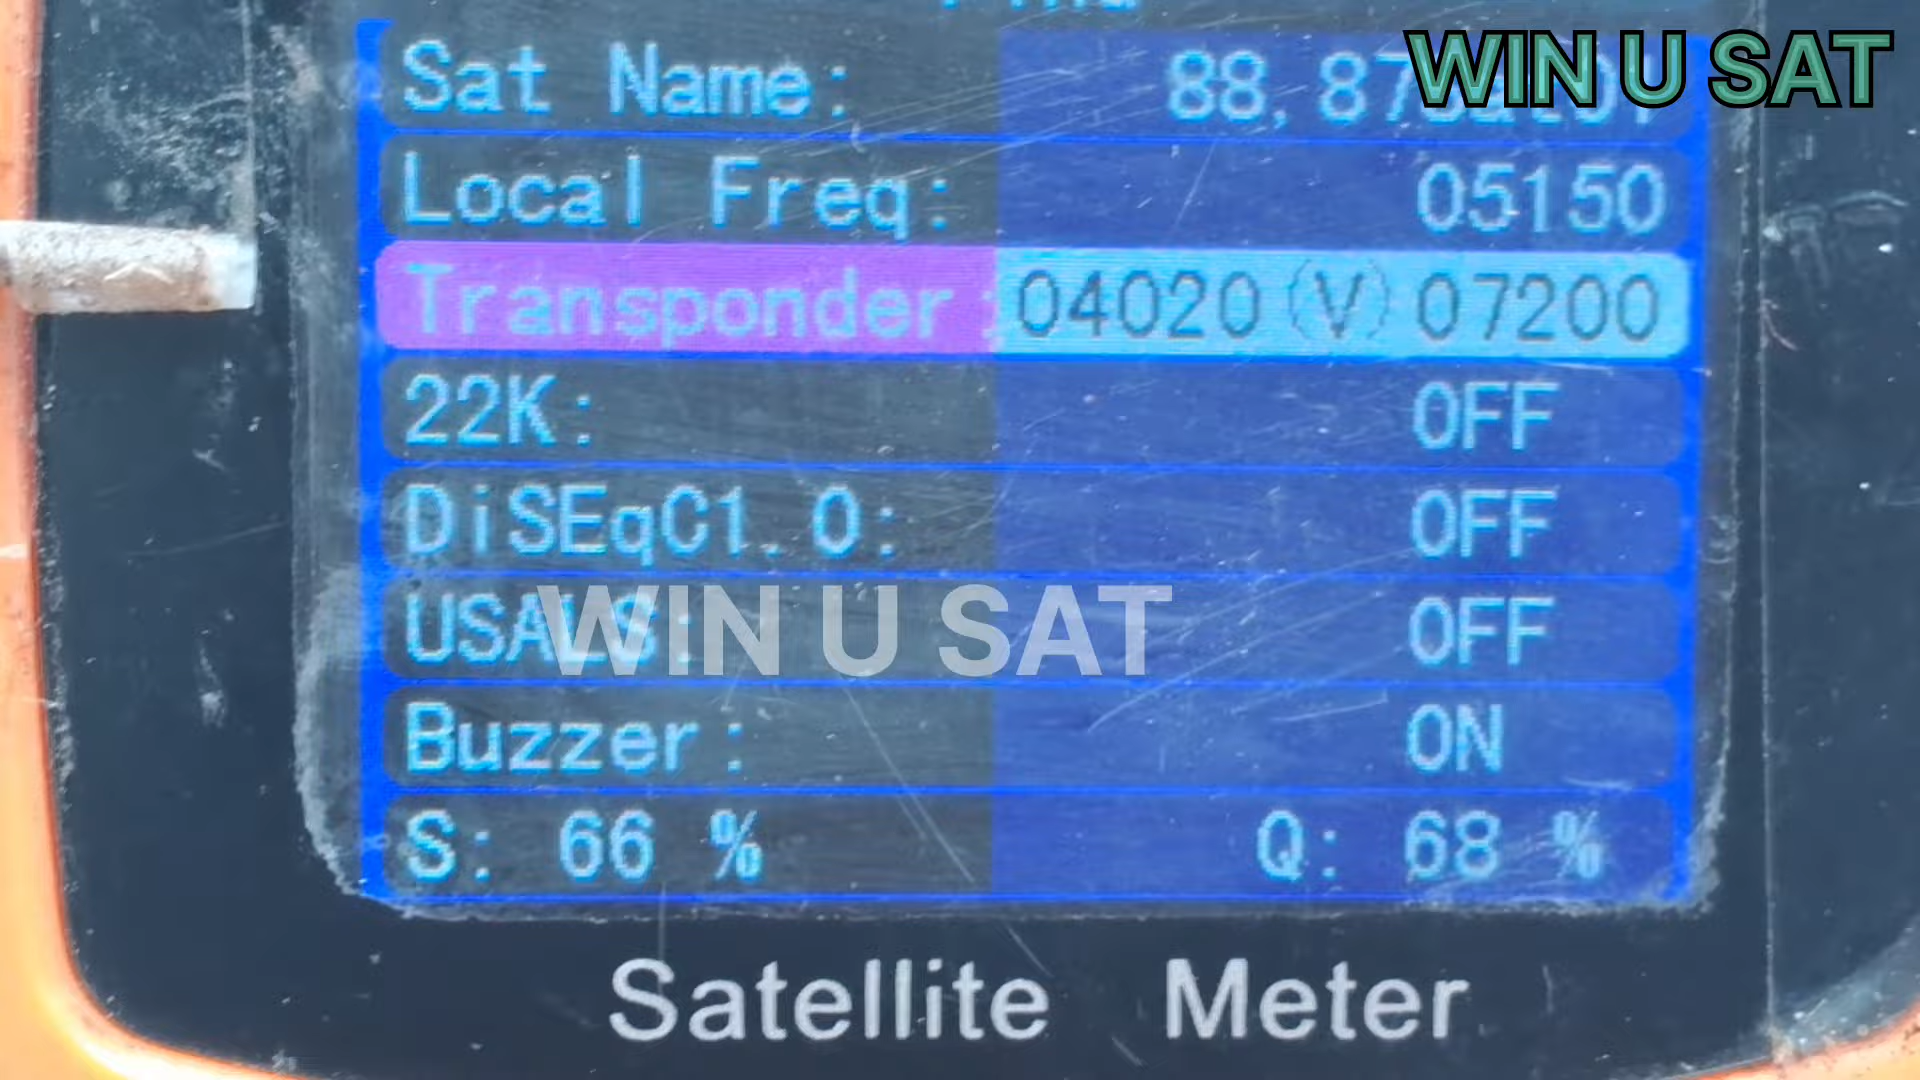 WIN U SAT
Sat Name: 88, 87
Local Freq: 05150
Transponder: 04020(V)07200
22K: OFF
DiSEqC1.0: OFF
USALS: OFF
WIN U SAT
Buzzer: ON
S: 66 % Q: 68 %
Satellite Meter